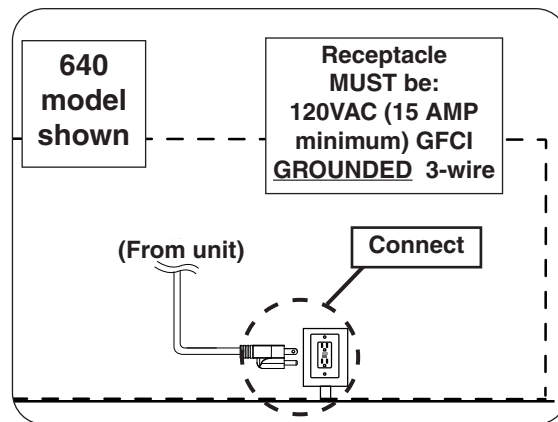 640
model
shown
Receptacle
MUST be:
120VAC (15 AMP
minimum) GFCI
GROUNDED 3-wire
(From unit)
Connect